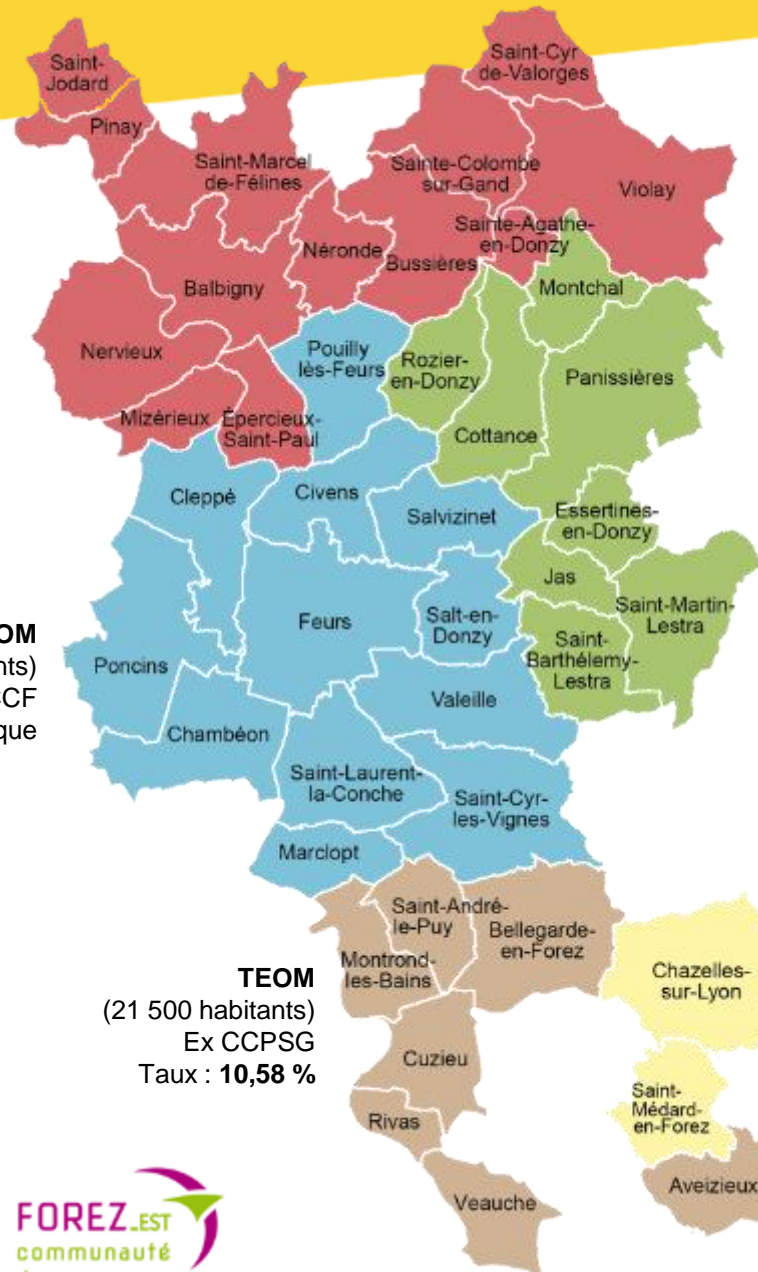 Saint-
Jodard
Pinay
Saint-Cyr
de-Valorges
Saint-Marcel
de-Félines
Sainte-Colombe
sur-Gand
Violay
Néronde
Sainte-Agathe-
en-Donzy
Bussières
Balbigny
Montchal
Nervieux
Pouilly
lès-Feurs
Rozier-
en-Donzy
Panissières
Mizérieux
Épercieux-
Saint-Paul
Cottance
Cleppé
Civens
Salvizinet
Essertines-
en-Donzy
Jas
Feurs
Salt-en-
Donzy
Saint-Martin-
Lestra
Saint-
Barthélemy-
Lestra
OM
nts)
CF
que
Poncins
Valeille
Chambéon
Saint-Laurent-
la-Conche
Saint-Cyr-
les-Vignes
Marclopt
Saint-André-
le-Puy
Bellegarde-
en-Forez
Montrond-
les-Bains
Chazelles-
sur-Lyon
TEOM
(21 500 habitants)
Ex CCPSG
Taux : 10,58 %
Cuzieu
Rivas
Saint-
Médard-
en-Forez
Veauche
Aveizieux
FOREZ_EST
communauté